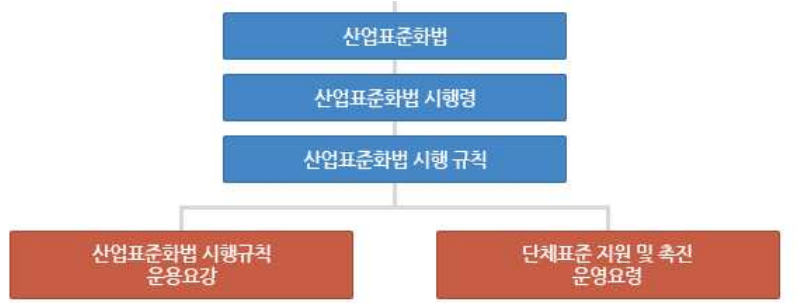 산업표준화법
산업표준화법 시행령
산업표준화법 시행 규칙
산업표준화법 시행규칙
운용요강
단체표준 지원 및 촉진
운영요령